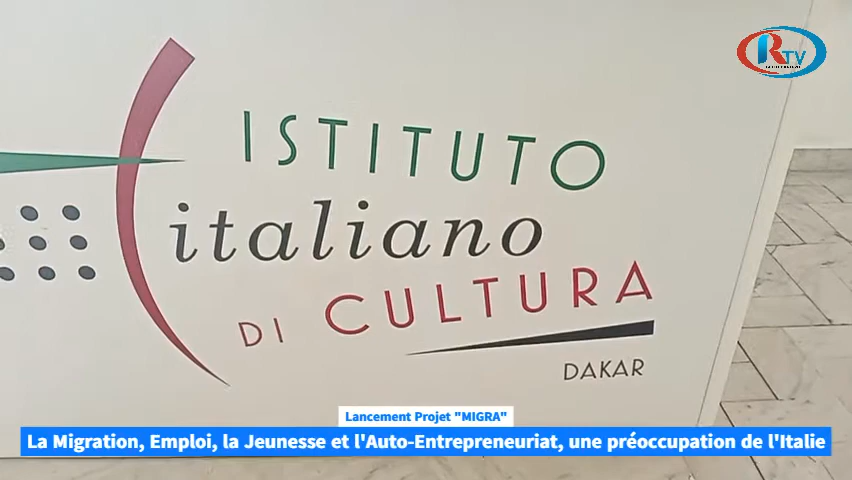 RTV
ISTITUTO
italiano
DI CULTURA
DAKAR
Lancement Projet "MIGRA"
La Migration, Emploi, la Jeunesse et l'Auto-Entrepreneuriat, une préoccupation de l'Italie